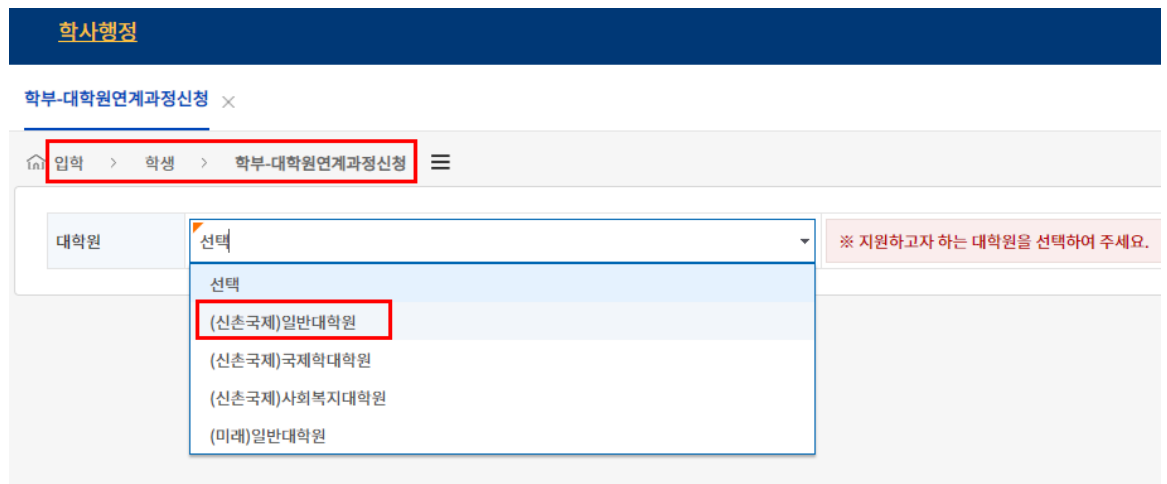 학사행정
학부-대학원연계과정신청
입학 > 학생 > 학부-대학원연계과정신청
대학원 선택 ※ 지원하고자 하는 대학원을 선택하여 주세요.
선택
(신촌국제)일반대학원
(신촌국제)국제학대학원
(신촌국제)사회복지대학원
(미래)일반대학원